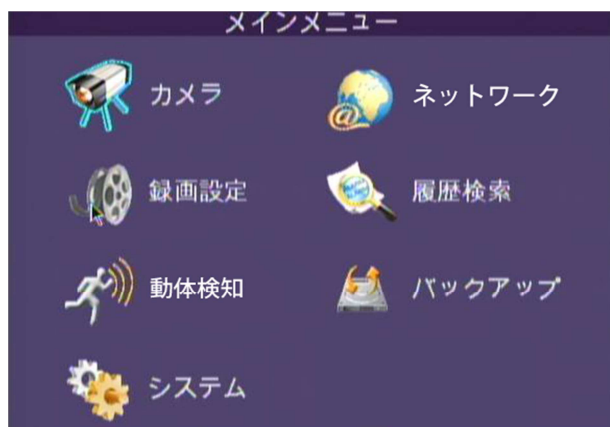 メインメニュー
カメラ
ネットワーク
録画設定
履歴検索
動体検知
バックアップ
システム